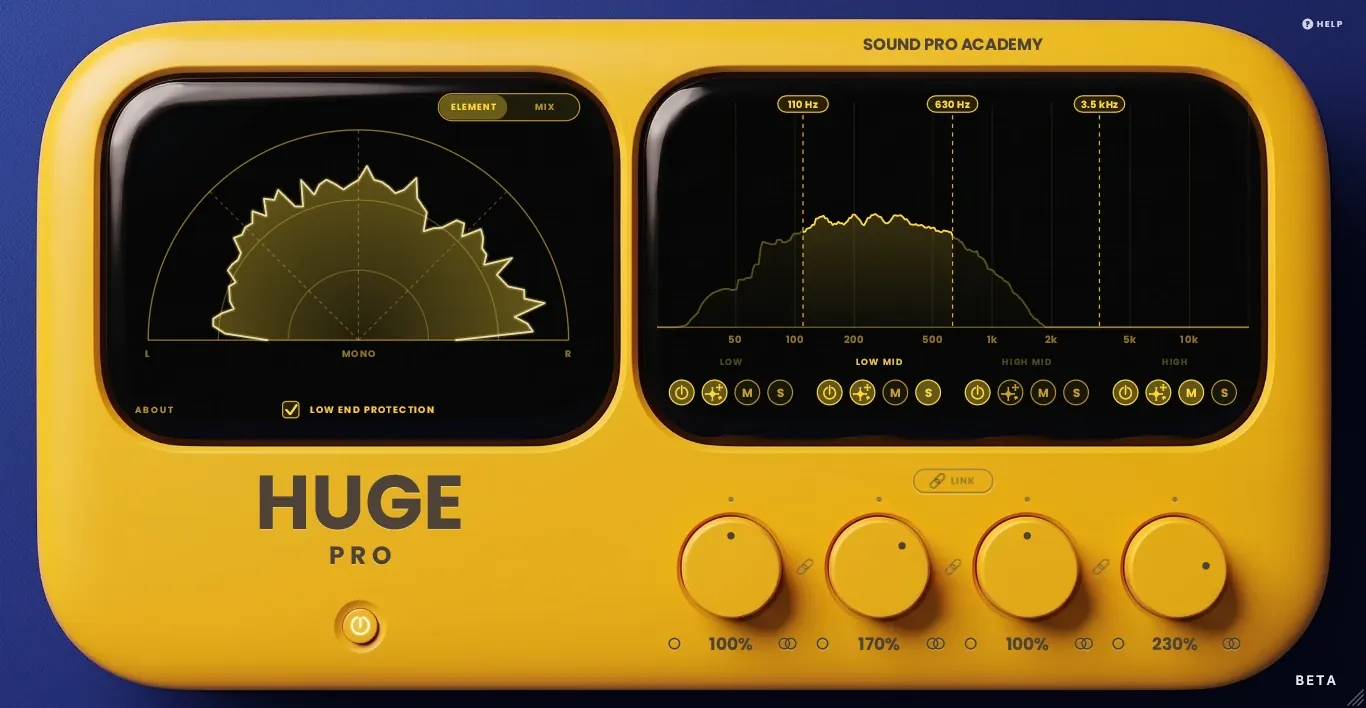 HELP
SOUND PRO ACADEMY
ELEMENT MIX
110 Hz 630 Hz 3.5 kHz
50 100 200 500 1k 2k 5k 10k
L MONO R
LOW LOW MID HIGH MID HIGH
M S M S M S M S
ABOUT LOW END PROTECTION
HUGE
PRO
LINK
100% 170% 100% 230%
BETA